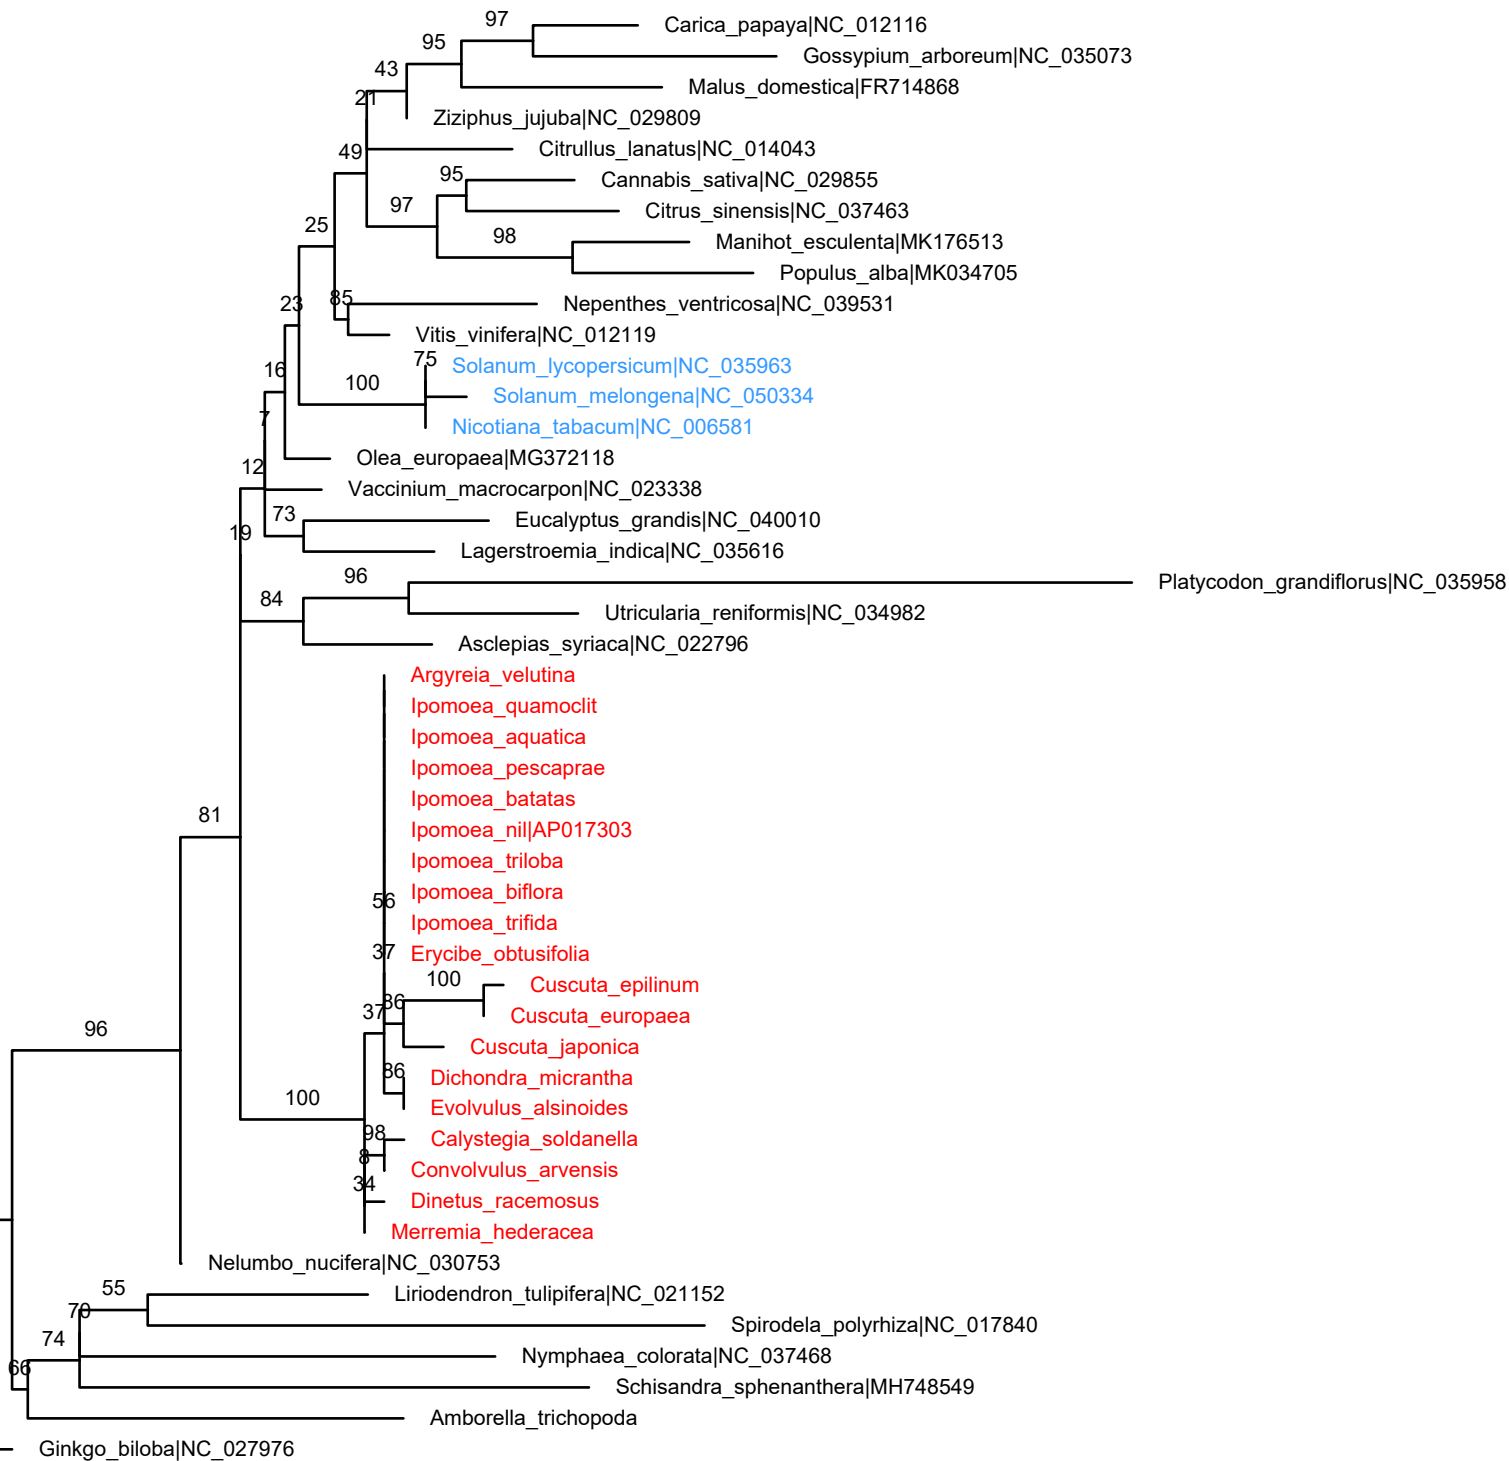 97
Carica_papaya|NC_012116
95
Gossypium_arboreum|NC_035073
43
Malus_domestica|FR714868
21
Ziziphus_jujuba|NC_029809
49
Citrullus_lanatus|NC_014043
95
Cannabis_sativa|NC_029855
97
Citrus_sinensis|NC_037463
98
Manihot_esculenta|MK176513
25
Populus_alba|MK034705
23
85
Nepenthes_ventricosa|NC_039531
Vitis_vinifera|NC_012119
75
Solanum_lycopersicum|NC_035963
16
100
Solanum_melongena|NC_050334
7
Nicotiana_tabacum|NC_006581
Olea_europaea|MG372118
12
Vaccinium_macrocarpon|NC_023338
73
Eucalyptus_grandis|NC_040010
19
Lagerstroemia_indica|NC_035616
96
Platycodon_grandiflorus|NC_035958
84
Utricularia_reniformis|NC_034982
Asclepias_syriaca|NC_022796
Argyreia_velutina
Ipomoea_quamoclit
Ipomoea_aquatica
Ipomoea_pescaprae
Ipomoea_batatas
81
Ipomoea_nil|AP017303
Ipomoea_triloba
Ipomoea_biflora
56
Ipomoea_trifida
37
Erycibe_obtusifolia
100
Cuscuta_epilinum
37
86
Cuscuta_europaea
96
Cuscuta_japonica
86
Dichondra_micrantha
100
Evolvulus_alsinoides
98
Calystegia_soldanella
8
Convolvulus_arvensis
34
Dinetus_racemosus
Merremia_hederacea
Nelumbo_nucifera|NC_030753
55
Liriodendron_tulipifera|NC_021152
70
Spirodela_polyrhiza|NC_017840
74
Nymphaea_colorata|NC_037468
66
Schisandra_sphenanthera|MH748549
Amborella_trichopoda
Ginkgo_biloba|NC_027976